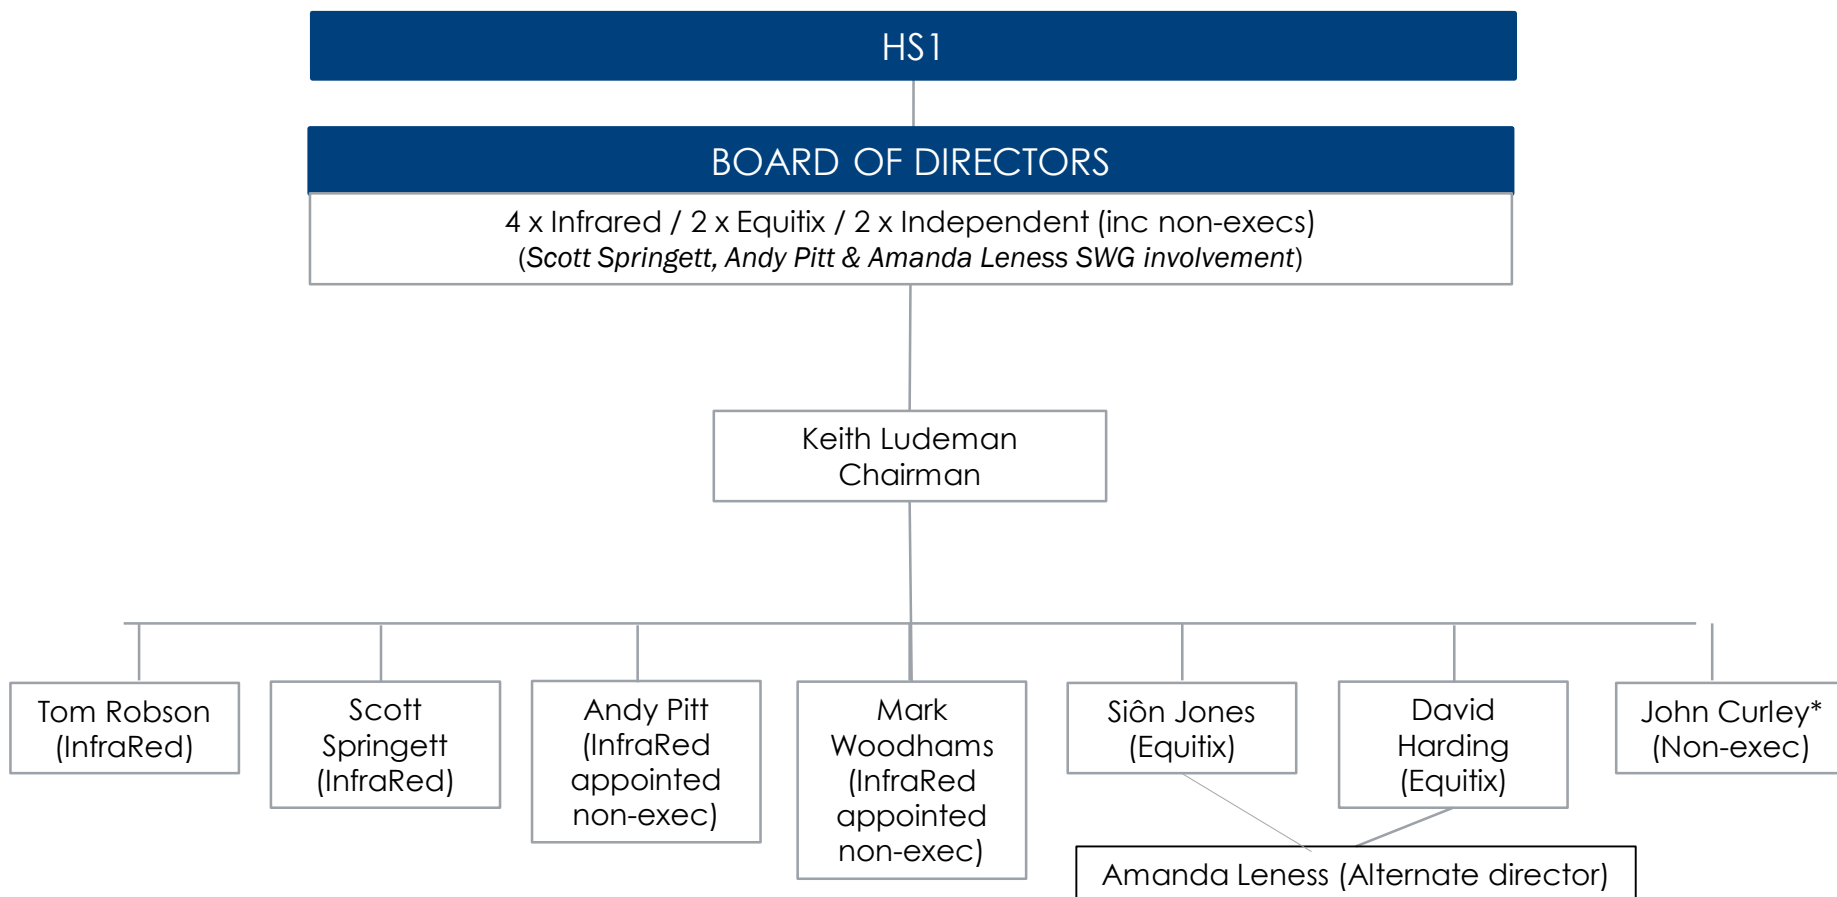 HS1
BOARD OF DIRECTORS
4 x Infrared / 2 x Equitix / 2 x Independent (inc non-execs)
(Scott Springett, Andy Pitt & Amanda Leness SWG involvement)
Keith Ludeman
Chairman
Tom Robson
(InfraRed)
Scott
Springett
(InfraRed)
Andy Pitt
(InfraRed
appointed
non-exec)
Mark
Woodhams
(InfraRed
appointed
non-exec)
Siôn Jones
(Equitix)
David
Harding
(Equitix)
John Curley*
(Non-exec)
Amanda Leness (Alternate director)